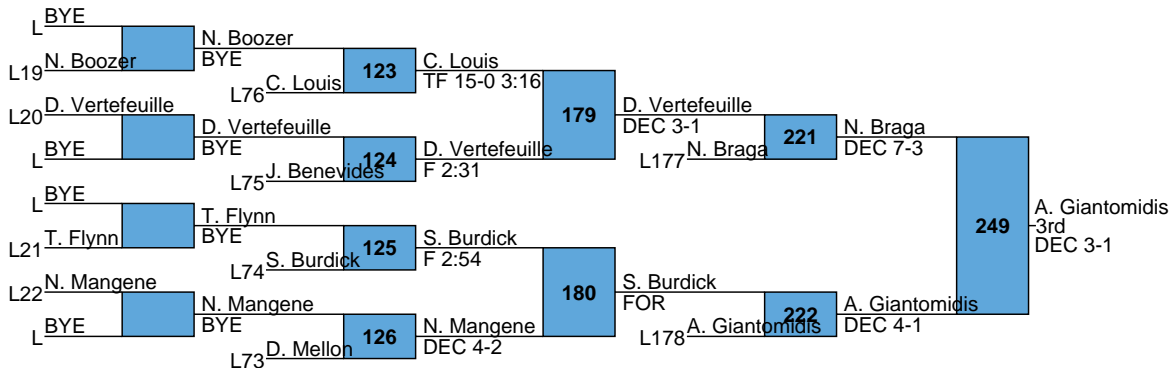 L BYE
L19 N. Boozer
N. Boozer
BYE
L76 C. Louis
123
C. Louis
TF 15-0 3:16
L20 D. Vertefeuille
L BYE
D. Vertefeuille
BYE
L75 J. Benevides
124
D. Vertefeuille
F 2:31
179
D. Vertefeuille
DEC 3-1
L177 N. Braga
221
N. Braga
DEC 7-3
L BYE
L21 T. Flynn
T. Flynn
BYE
L74 S. Burdick
125
S. Burdick
F 2:54
L22 N. Mangene
L BYE
N. Mangene
BYE
L73 D. Mellon
126
N. Mangene
DEC 4-2
180
S. Burdick
FOR
L178 A. Giantomidis
222
A. Giantomidis
DEC 4-1
249
A. Giantomidis
3rd
DEC 3-1